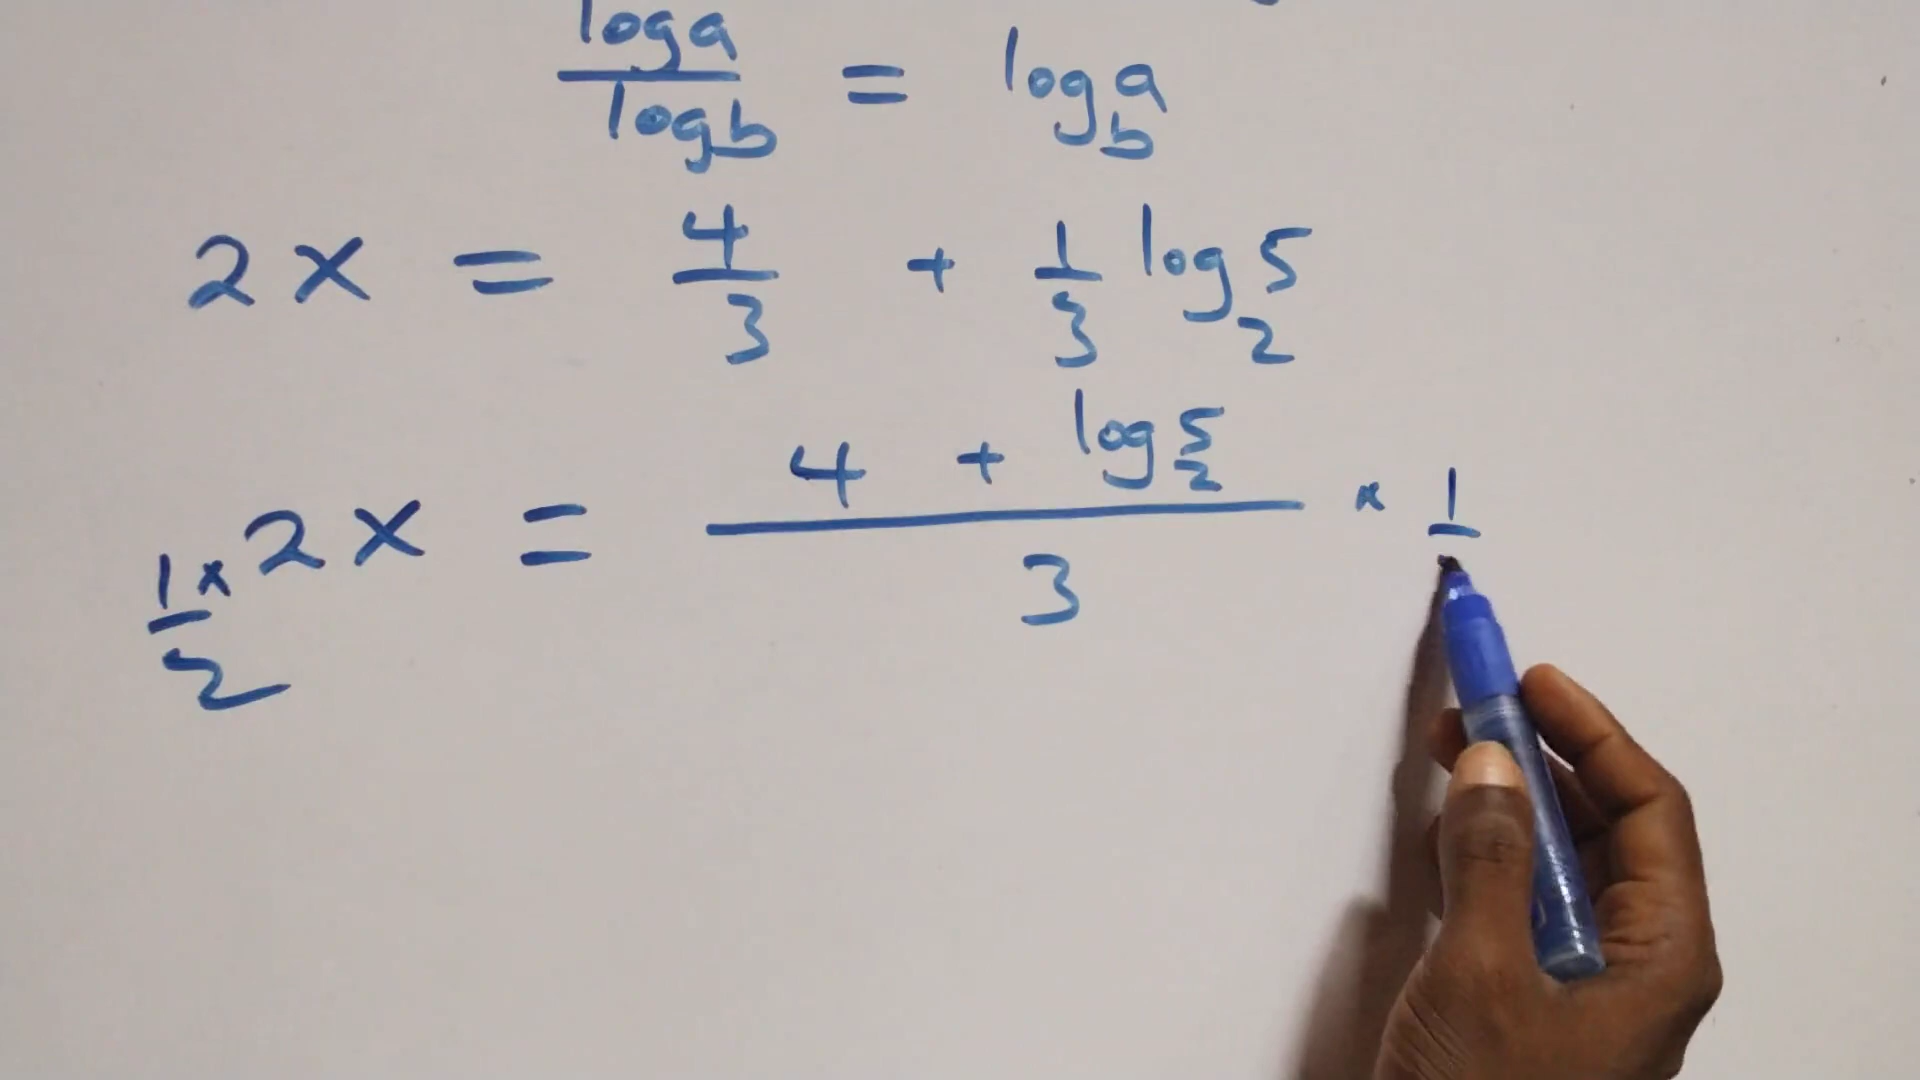 log a / log b = log_b a
2x = 4/3 + 1/3 log_2 5
1/2 × 2x = (4 + log_2 5) / 3 × 1/